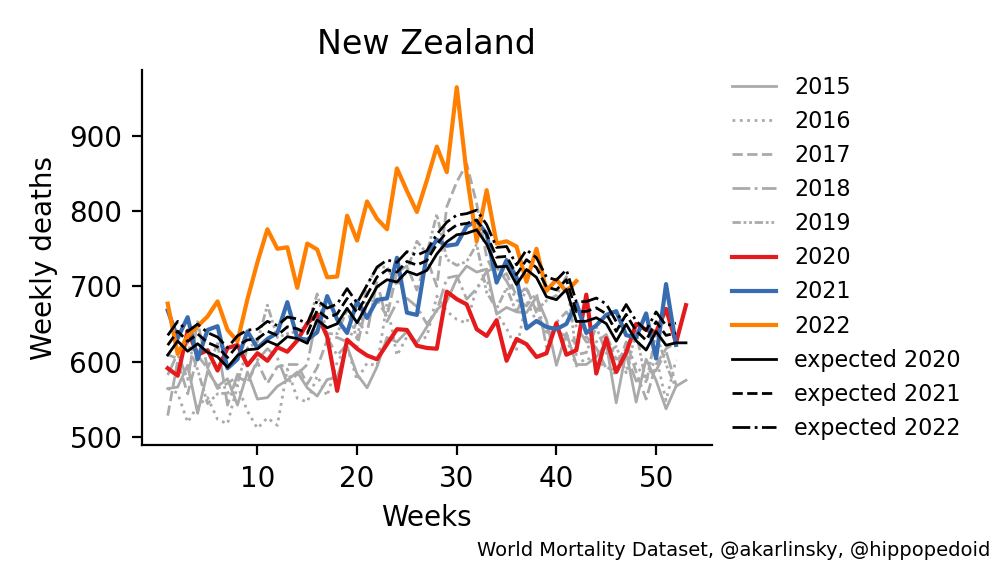 New Zealand
Weekly deaths
900
800
700
600
500
10 20 30 40 50
Weeks
2015
2016
2017
2018
2019
2020
2021
2022
expected 2020
expected 2021
expected 2022
World Mortality Dataset, @akarlinsky, @hippopedoid